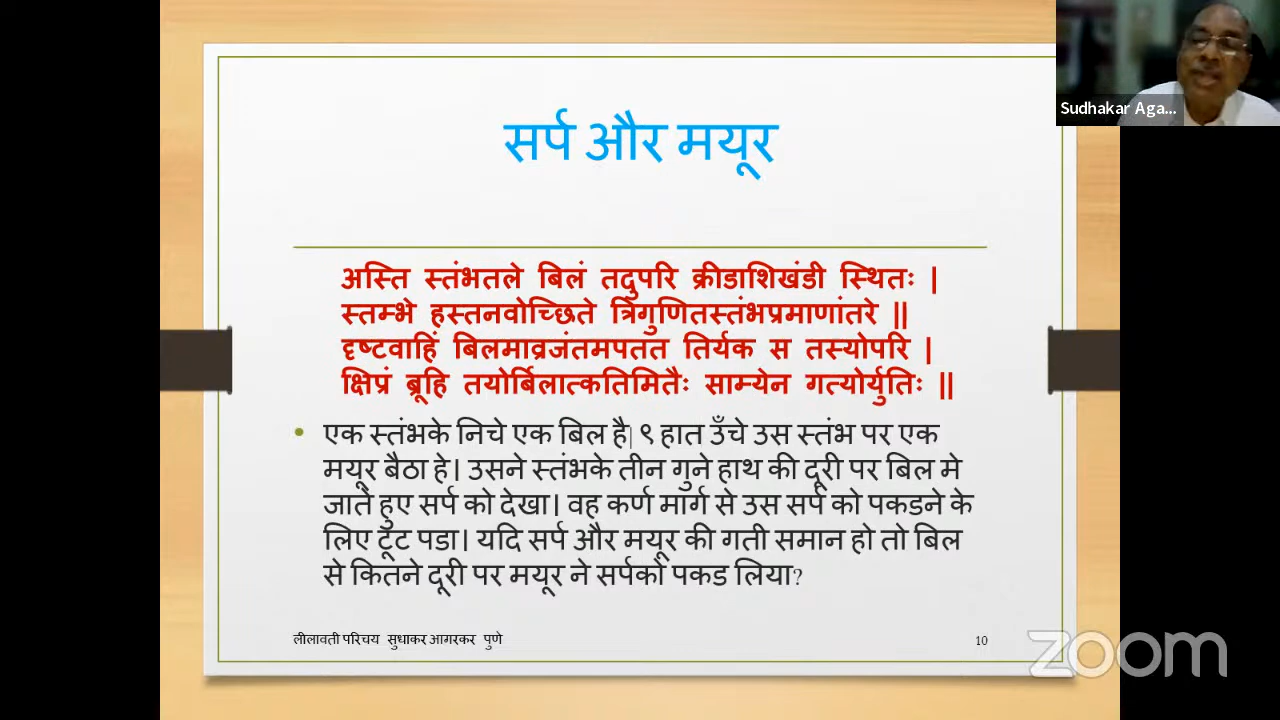 Sudhakar Aga...
सर्प और मयूर
अस्ति स्तंभतले बिलं तदुपरि क्रीडाशिखंडी स्थितः |
स्तम्भे हस्तनवोच्छिते त्रिगुणितस्तंभप्रमाणांतरे ||
दृष्टवाहिं बिलमाव्रजंतमपतत तिर्यक स तस्योपरि |
क्षिप्रं ब्रूहि तयोर्बिलात्कतिमितैः साम्येन गत्योर्युतिः ||
• एक स्तंभके निचे एक बिल है| ९ हात उँचे उस स्तंभ पर एक
मयूर बैठा हे। उसने स्तंभके तीन गुने हाथ की दूरी पर बिल मे
जाते हुए सर्प को देखा। वह कर्ण मार्ग से उस सर्प को पकडने के
लिए टूट पडा। यदि सर्प और मयूर की गती समान हो तो बिल
से कितने दूरी पर मयूर ने सर्पको पकड लिया?
लीलावती परिचय सुधाकर आगरकर पुणे
10
zoom